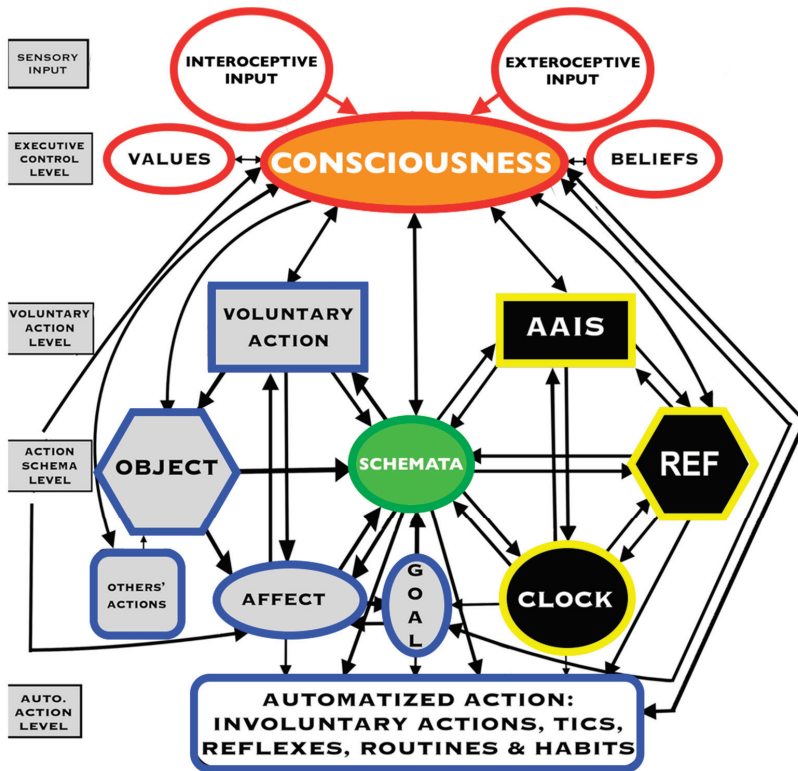 SENSORY
INPUT
INTEROCEPTIVE
INPUT
EXTEROCEPTIVE
INPUT
EXECUTIVE
CONTROL
LEVEL
VALUES
CONSCIOUSNESS
BELIEFS
VOLUNTARY
ACTION
LEVEL
VOLUNTARY
ACTION
AAIS
ACTION
SCHEMA
LEVEL
OBJECT
SCHEMATA
REF
OTHERS'
ACTIONS
AFFECT
GOAL
CLOCK
AUTO.
ACTION
LEVEL
AUTOMATIZED ACTION:
INVOLUNTARY ACTIONS, TICS,
REFLEXES, ROUTINES & HABITS